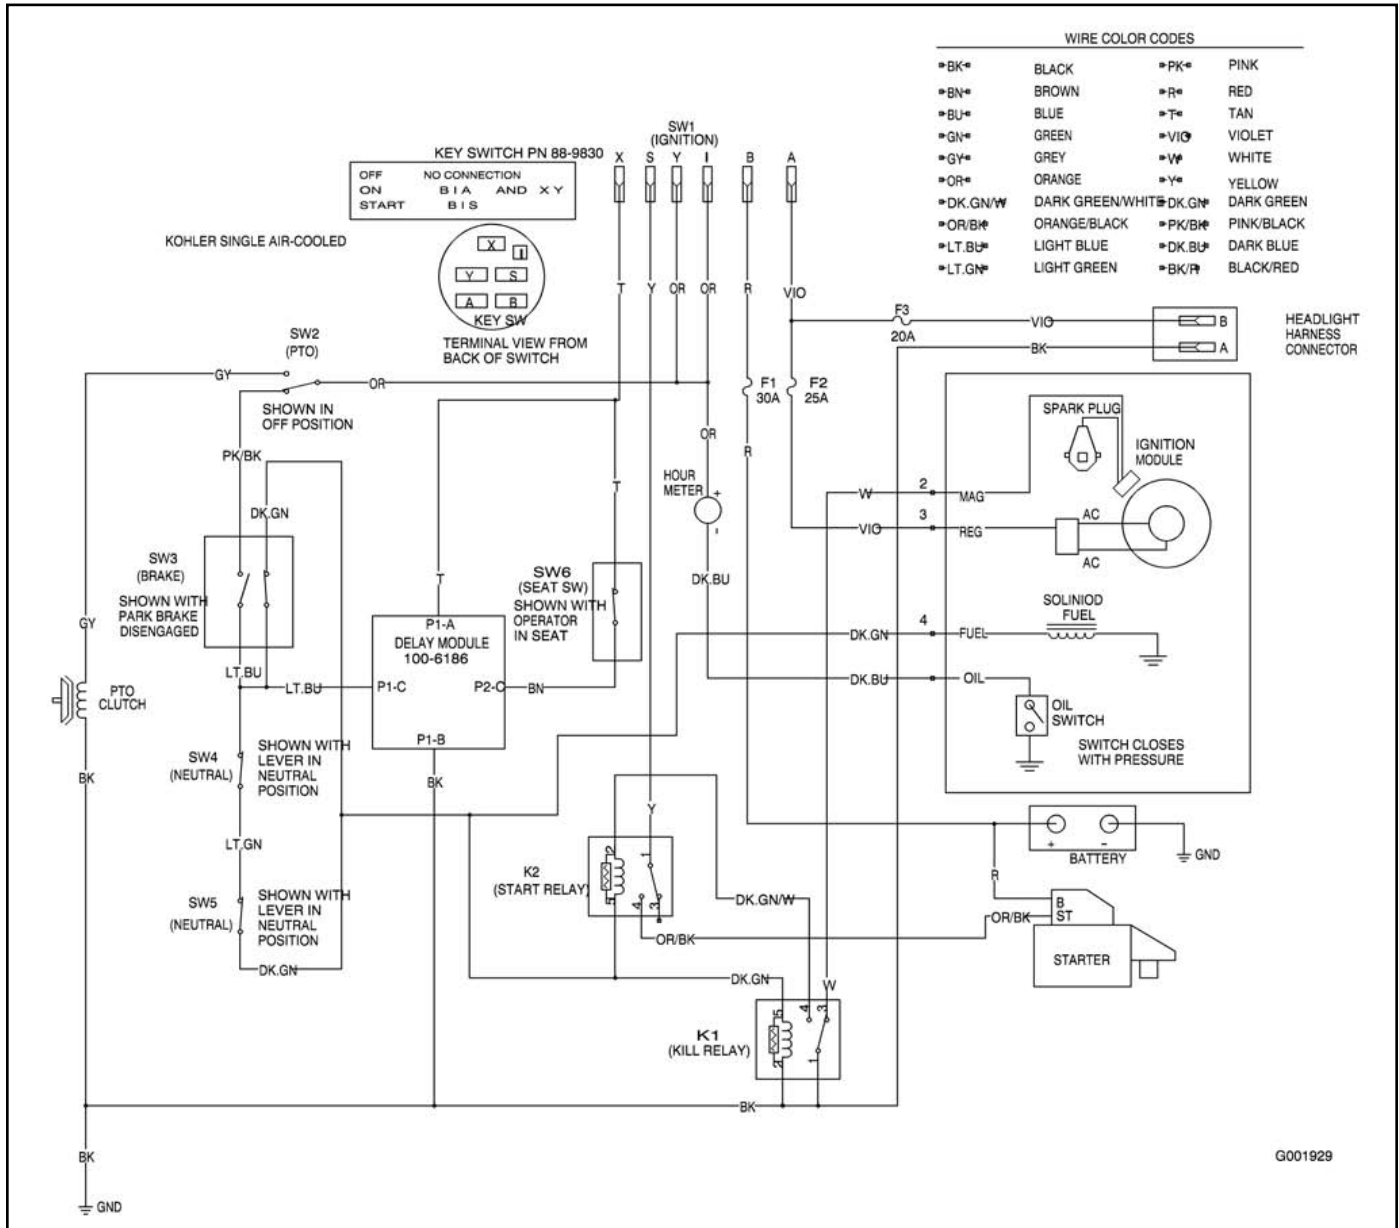 WIRE COLOR CODES
BK BLACK PK PINK
BN BROWN R RED
BU BLUE T TAN
GN GREEN VIO VIOLET
GY GREY W WHITE
OR ORANGE Y YELLOW
DK.GN/W DARK GREEN/WHITE DK.GN DARK GREEN
OR/BK ORANGE/BLACK PK/BK PINK/BLACK
LT.BU LIGHT BLUE DK.BU DARK BLUE
LT.GN LIGHT GREEN BK/R BLACK/RED
SW1
(IGNITION)
KEY SWITCH PN 88-9830
X S Y I B A
OFF NO CONNECTION
ON B I A AND X Y
START B I S
KOHLER SINGLE AIR-COOLED
X
I
Y S
A B
KEY SW
TERMINAL VIEW FROM
BACK OF SWITCH
T Y OR OR R VIO
F3
20A
VIO
BK
B
A
HEADLIGHT
HARNESS
CONNECTOR
SW2
(PTO)
GY
OR
SHOWN IN
OFF POSITION
F1
30A
F2
25A
PK/BK
DK.GN
OR
R
HOUR
METER
+
-
T
SPARK PLUG
IGNITION
MODULE
W
2
MAG
VIO
3
REG
AC
AC
SW3
(BRAKE)
SHOWN WITH
PARK BRAKE
DISENGAGED
T
SW6
(SEAT SW)
SHOWN WITH
OPERATOR
IN SEAT
DK.BU
SOLINIOD
FUEL
GY
P1-A
DELAY MODULE
100-6186
P1-C
P2-C
P1-B
DK.GN
4
FUEL
LT.BU
LT.BU
BN
DK.BU
OIL
OIL
SWITCH
SWITCH CLOSES
WITH PRESSURE
PTO
CLUTCH
BK
SW4
(NEUTRAL)
SHOWN WITH
LEVER IN
NEUTRAL
POSITION
BK
LT.GN
Y
BATTERY
+
-
GND
K2
(START RELAY)
2
1
5
4
3
R
SW5
(NEUTRAL)
SHOWN WITH
LEVER IN
NEUTRAL
POSITION
DK.GN/W
OR/BK
OR/BK
B
ST
STARTER
DK.GN
DK.GN
W
K1
(KILL RELAY)
5
4
3
2
1
BK
BK
GND
G001929